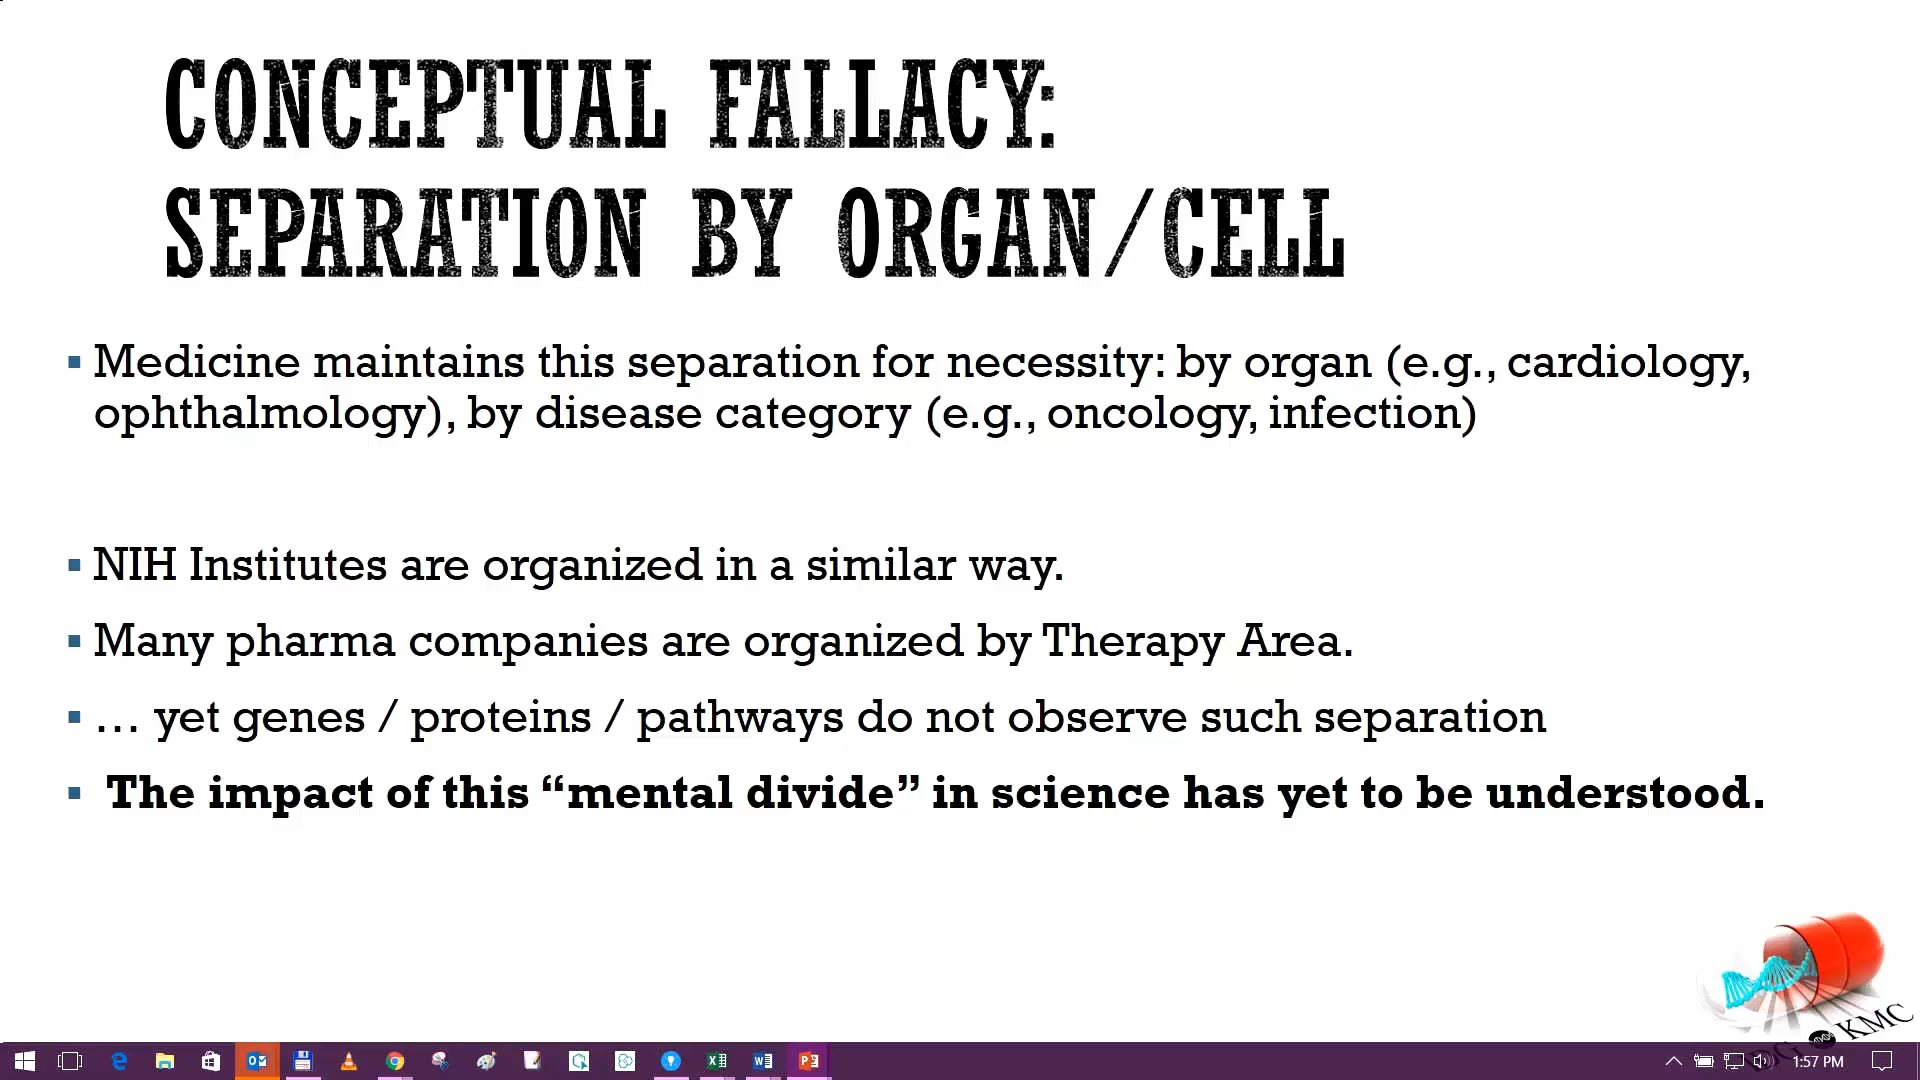 CONCEPTUAL FALLACY:
SEPARATION BY ORGAN/CELL
▪ Medicine maintains this separation for necessity: by organ (e.g., cardiology,
ophthalmology), by disease category (e.g., oncology, infection)
▪ NIH Institutes are organized in a similar way.
▪ Many pharma companies are organized by Therapy Area.
▪ … yet genes / proteins / pathways do not observe such separation
▪ The impact of this “mental divide” in science has yet to be understood.
KMC
1:57 PM